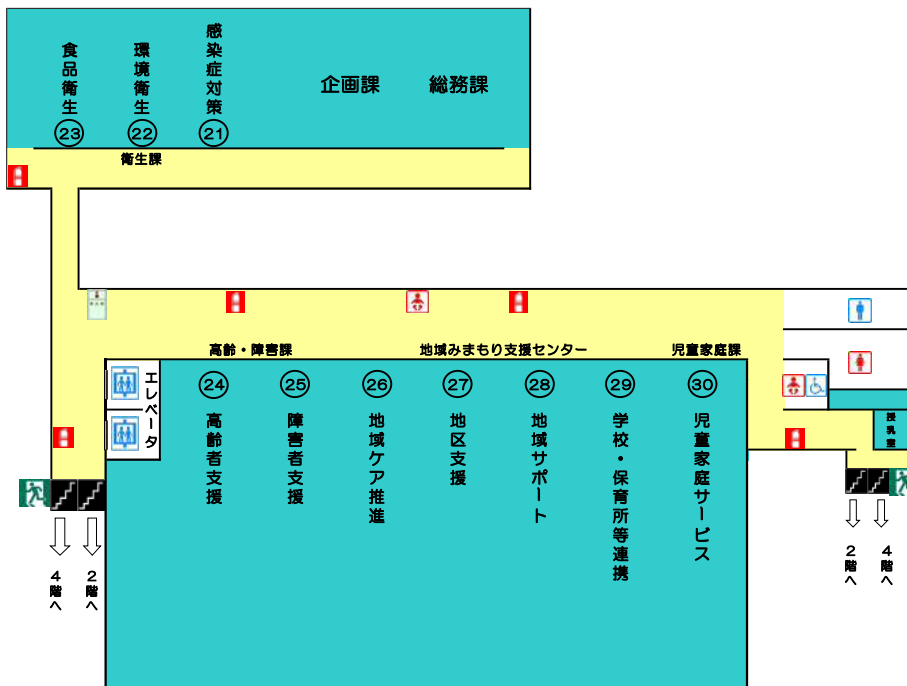 食品衛生
環境衛生
感染症対策
企画課
総務課
㉓
㉒
㉑
衛生課
高齢・障害課
地域みまもり支援センター
児童家庭課
エレベータ
㉔
㉕
㉖
㉗
㉘
㉙
㉚
高齢者支援
障害者支援
地域ケア推進
地区支援
地域サポート
学校・保育所等連携
児童家庭サービス
授乳室
4階へ
2階へ
2階へ
4階へ